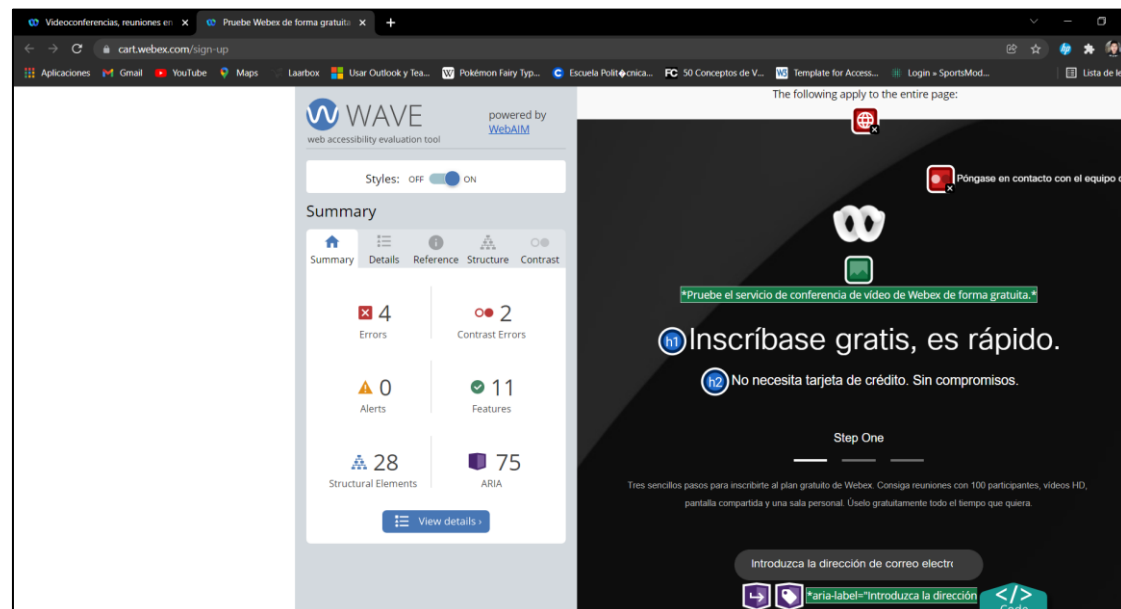 Videoconferencias, reuniones en
Pruebe Webex de forma gratuita
cart.webex.com/sign-up
Aplicaciones Gmail YouTube Maps Laarbox Usar Outlook y Tea... Pokémon Fairy Typ... Escuela Polit�cnica... 50 Conceptos de V... Template for Access... Login » SportsMod... Lista de le
WAVE
web accessibility evaluation tool
powered by
WebAIM
Styles: OFF ON
Summary
Summary Details Reference Structure Contrast
4
Errors
2
Contrast Errors
0
Alerts
11
Features
28
Structural Elements
75
ARIA
View details ›
The following apply to the entire page:
Póngase en contacto con el equipo d
*Pruebe el servicio de conferencia de vídeo de Webex de forma gratuita.*
h1 Inscríbase gratis, es rápido.
h2 No necesita tarjeta de crédito. Sin compromisos.
Step One
Tres sencillos pasos para inscribirte al plan gratuito de Webex. Consiga reuniones con 100 participantes, vídeos HD,
pantalla compartida y una sala personal. Úselo gratuitamente todo el tiempo que quiera.
Introduzca la dirección de correo electr
*aria-label="Introduzca la dirección
</>
Code